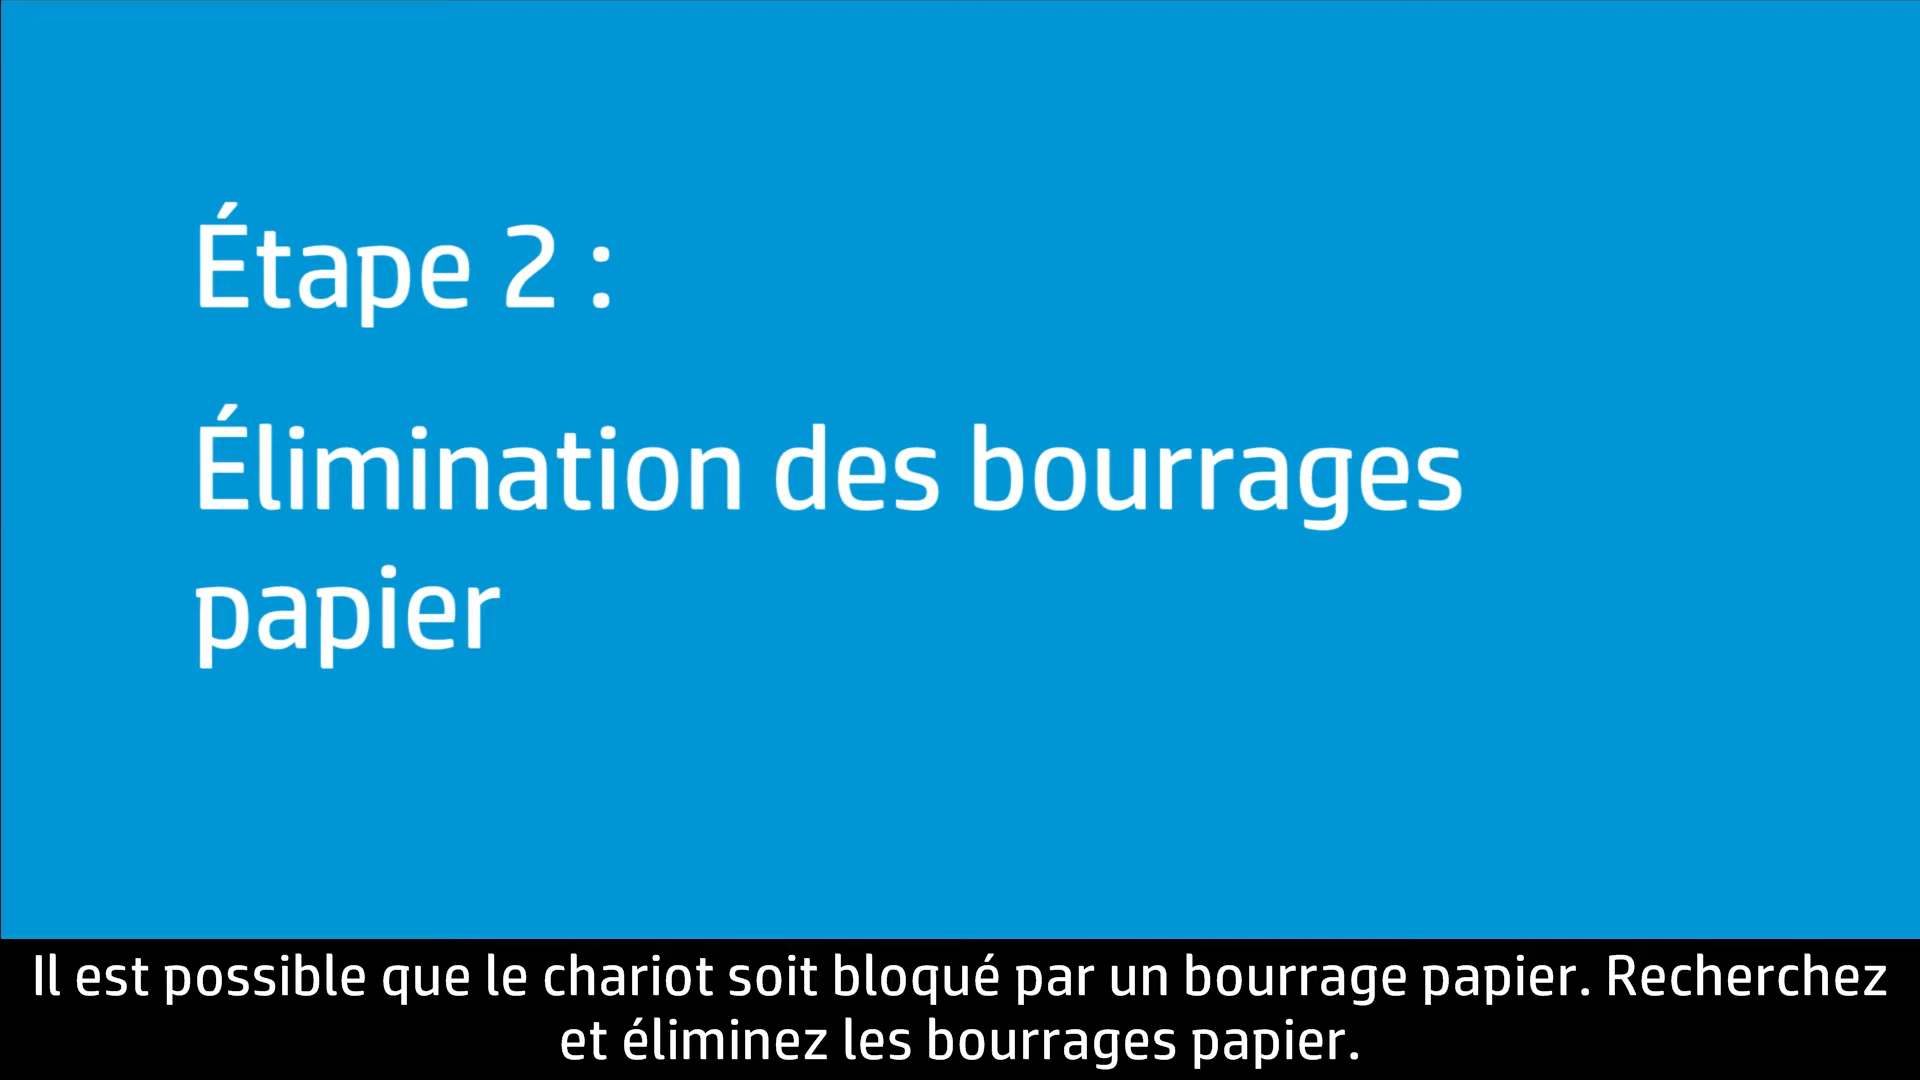 Étape 2 :
Élimination des bourrages
papier
Il est possible que le chariot soit bloqué par un bourrage papier. Recherchez
et éliminez les bourrages papier.